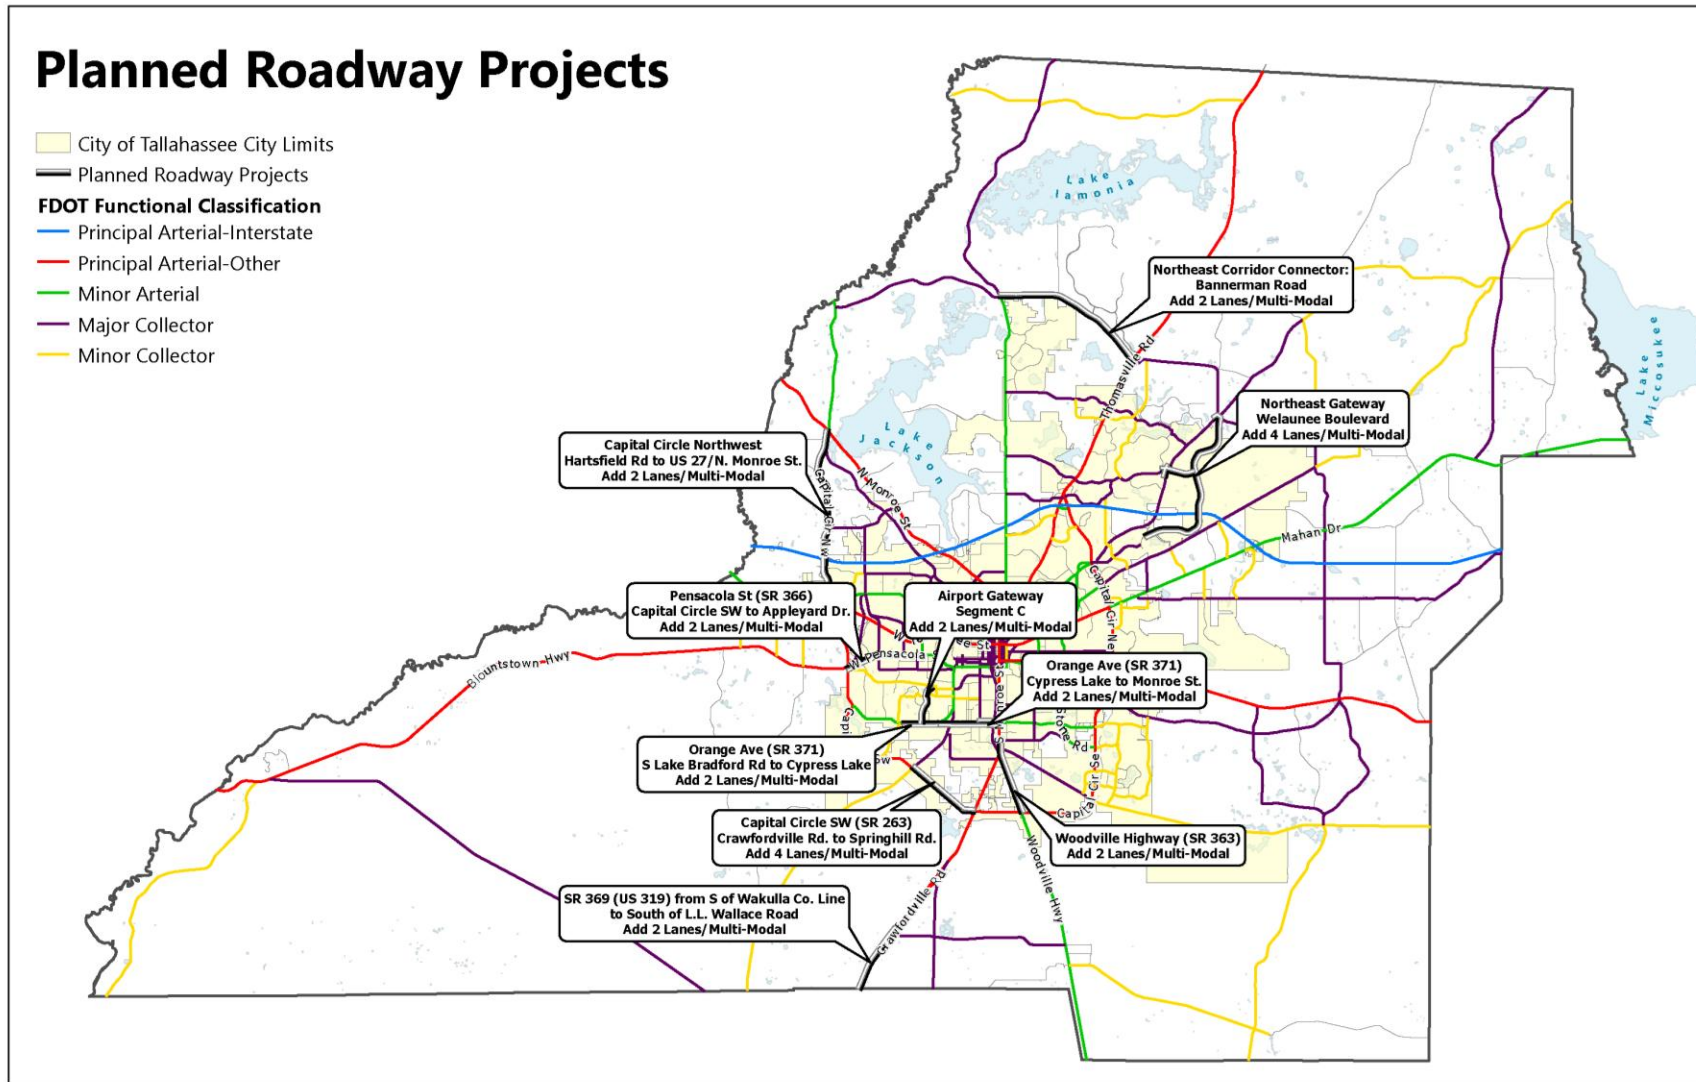 Planned Roadway Projects
City of Tallahassee City Limits
Planned Roadway Projects
FDOT Functional Classification
Principal Arterial-Interstate
Principal Arterial-Other
Minor Arterial
Major Collector
Minor Collector
Lake
Iamonia
Northeast Corridor Connector:
Bannerman Road
Add 2 Lanes/Multi-Modal
Lake
Miccosukee
Thomasville Rd
Northeast Gateway
Welaunee Boulevard
Add 4 Lanes/Multi-Modal
Lake
Jackson
Capital Circle Northwest
Hartsfield Rd to US 27/N. Monroe St.
Add 2 Lanes/Multi-Modal
N Monroe St
Capital Cir Nw
Mahan Dr
Capital Cir Ne
Pensacola St (SR 366)
Capital Circle SW to Appleyard Dr.
Add 2 Lanes/Multi-Modal
Airport Gateway
Segment C
Add 2 Lanes/Multi-Modal
Blountstown Hwy
W Pensacola S
Orange Ave (SR 371)
Cypress Lake to Monroe St.
Add 2 Lanes/Multi-Modal
Capi
Orange Ave (SR 371)
S Lake Bradford Rd to Cypress Lake
Add 2 Lanes/Multi-Modal
Sw
Rd
Capital Cir Se
Capital Circle SW (SR 263)
Crawfordville Rd. to Springhill Rd.
Add 4 Lanes/Multi-Modal
Woodville Highway (SR 363)
Add 2 Lanes/Multi-Modal
Woodville Hwy
Crawfordville Rd
SR 369 (US 319) from S of Wakulla Co. Line
to South of L.L. Wallace Road
Add 2 Lanes/Multi-Modal